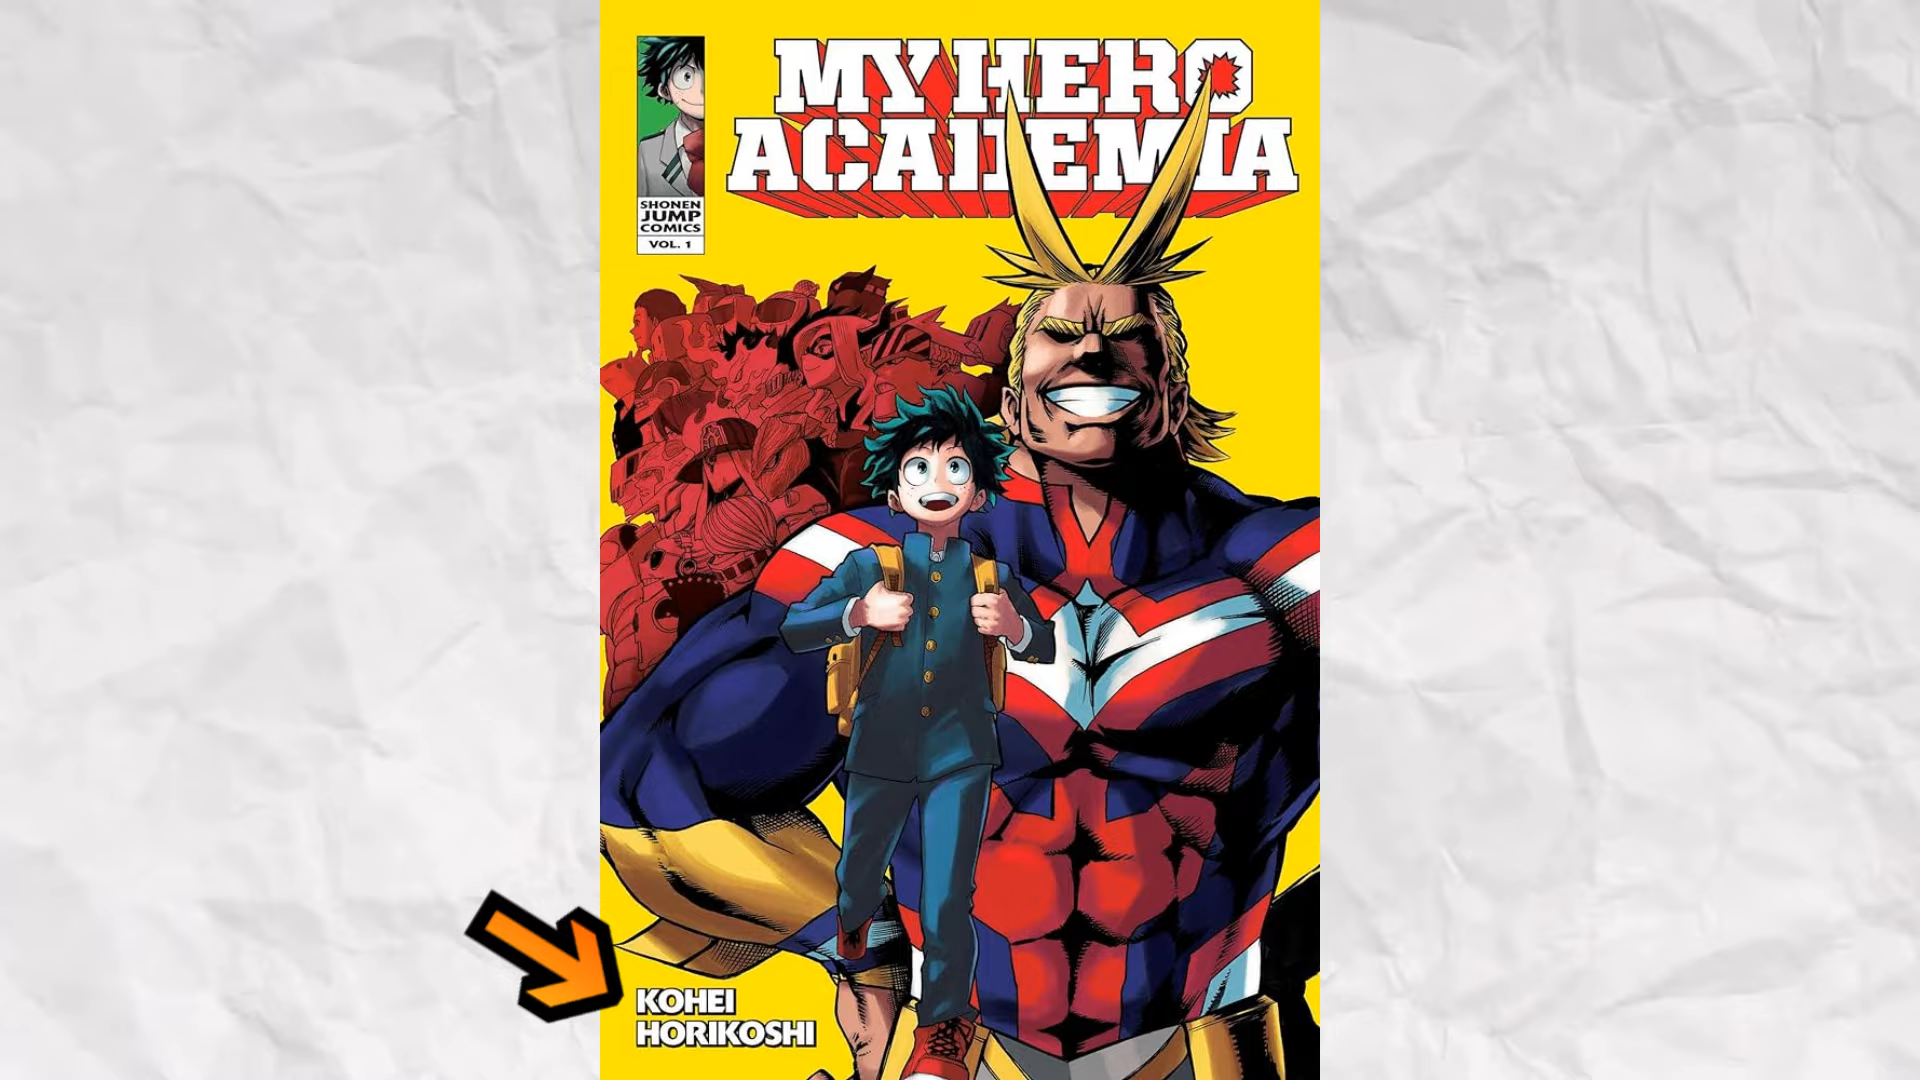 MY HERO
ACADEMIA
SHONEN
JUMP
COMICS
VOL. 1
KOHEI
HORIKOSHI